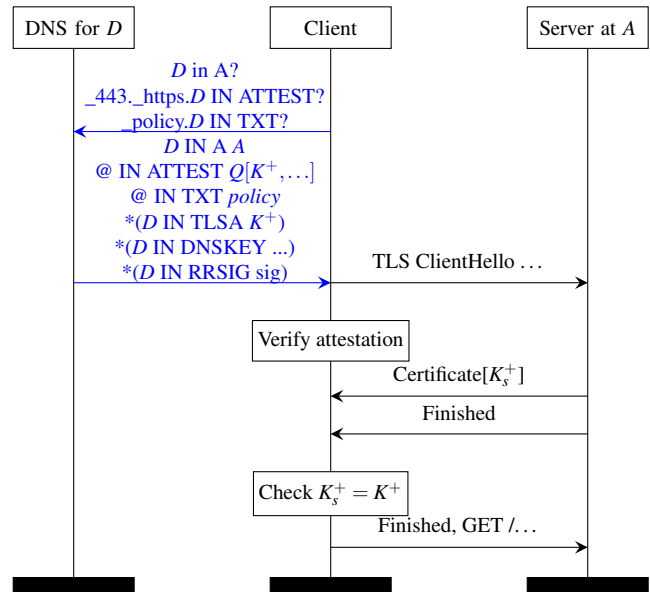 DNS for D
Client
Server at A
D in A?
_443._https.D IN ATTEST?
_policy.D IN TXT?
D IN A A
@ IN ATTEST Q[K⁺,...]
@ IN TXT policy
*(D IN TLSA K⁺)
*(D IN DNSKEY ...)
*(D IN RRSIG sig)
TLS ClientHello ...
Verify attestation
Certificate[Kₛ⁺]
Finished
Check Kₛ⁺ = K⁺
Finished, GET /...